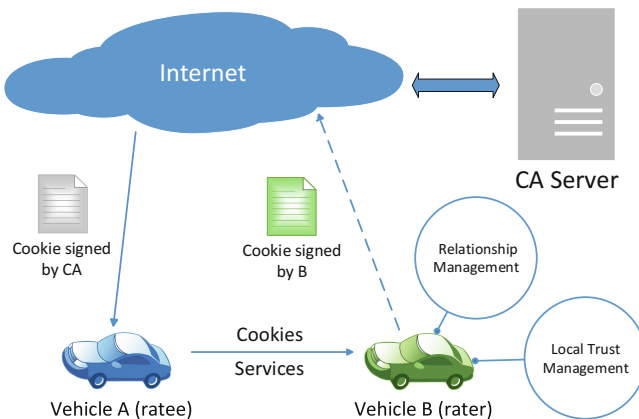 Internet
CA Server
Cookie signed
by CA
Cookie signed
by B
Relationship
Management
Cookies
Services
Local Trust
Management
Vehicle A (ratee)
Vehicle B (rater)